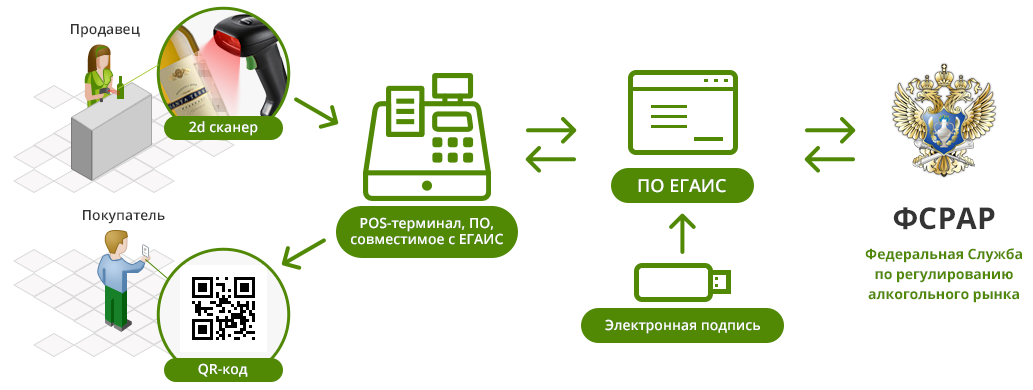 Продавец
2d сканер
Покупатель
QR-код
POS-терминал, ПО,
совместимое с ЕГАИС
ПО ЕГАИС
Электронная подпись
ФСРАР
Федеральная Служба
по регулированию
алкогольного рынка